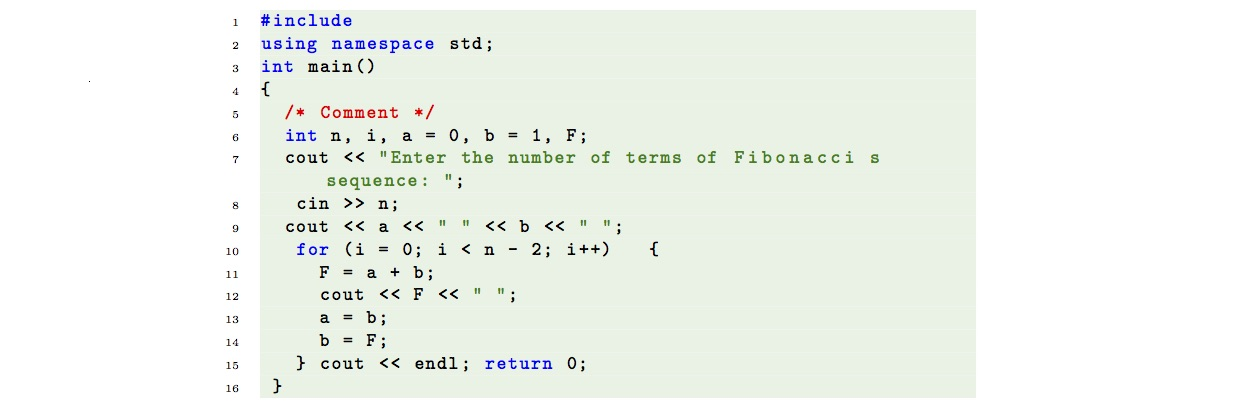 1 #include
2 using namespace std;
3 int main()
4 {
5 /* Comment */
6 int n, i, a = 0, b = 1, F;
7 cout << "Enter the number of terms of Fibonacci s
sequence: ";
8 cin >> n;
9 cout << a << " " << b << " ";
10 for (i = 0; i < n - 2; i++) {
11 F = a + b;
12 cout << F << " ";
13 a = b;
14 b = F;
15 } cout << endl; return 0;
16 }